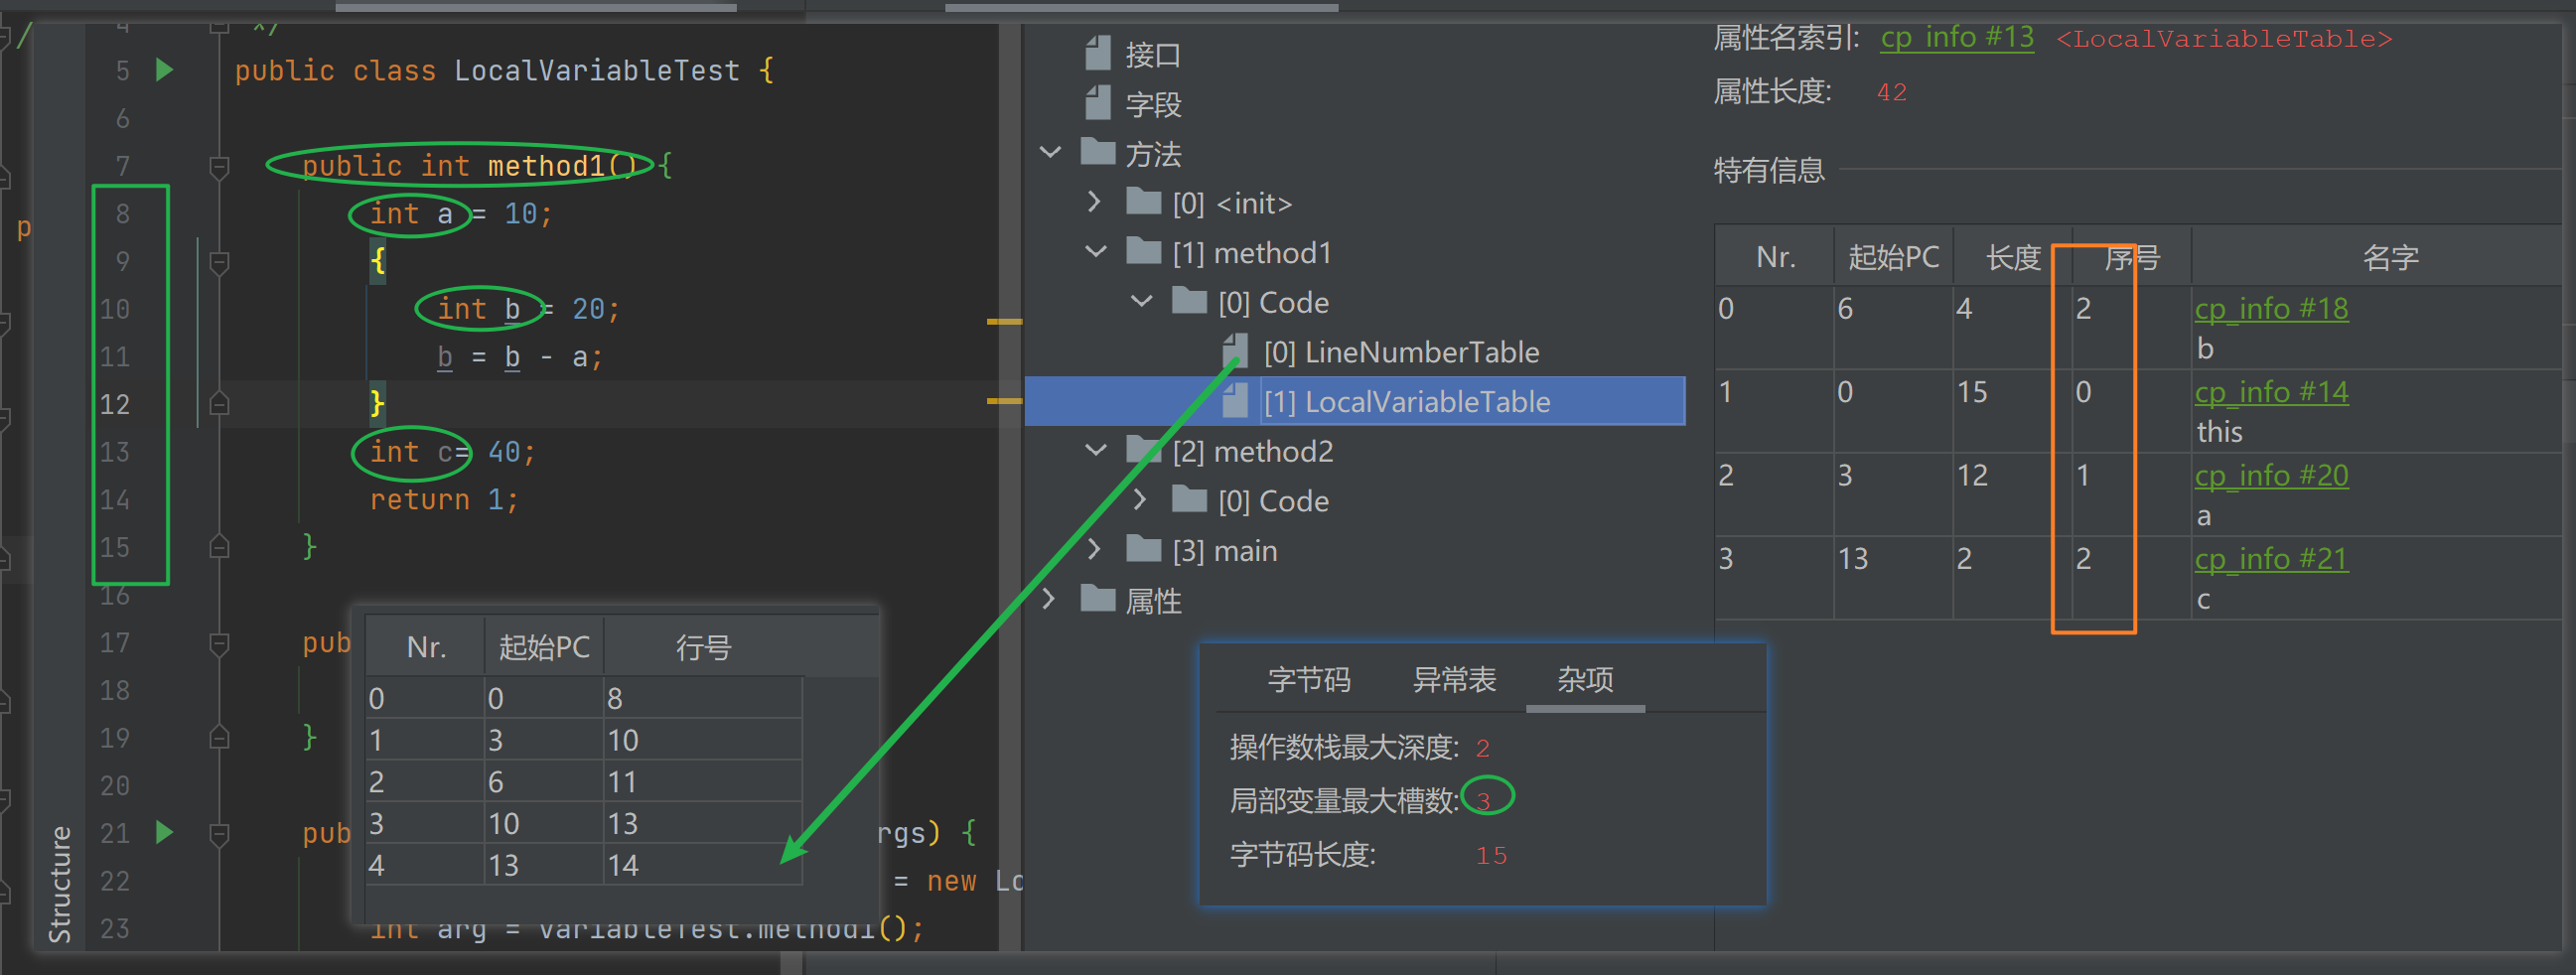 4 */
5 public class LocalVariableTest {
6
7 public int method1() {
8 int a = 10;
9 {
10 int b = 20;
11 b = b - a;
12 }
13 int c= 40;
14 return 1;
15 }
16
17 pub
18
19 }
20
21 pub rgs) {
22 = new Lo
23 int arg = variableTest.method1();
Structure
Nr. 起始PC 行号
0 0 8
1 3 10
2 6 11
3 10 13
4 13 14
接口
字段
方法
[0] <init>
[1] method1
[0] Code
[0] LineNumberTable
[1] LocalVariableTable
[2] method2
[0] Code
[3] main
属性
字节码 异常表 杂项
操作数栈最大深度: 2
局部变量最大槽数: 3
字节码长度: 15
属性名索引: cp_info #13 <LocalVariableTable>
属性长度: 42
特有信息
Nr. 起始PC 长度 序号 名字
0 6 4 2 cp_info #18
b
1 0 15 0 cp_info #14
this
2 3 12 1 cp_info #20
a
3 13 2 2 cp_info #21
c